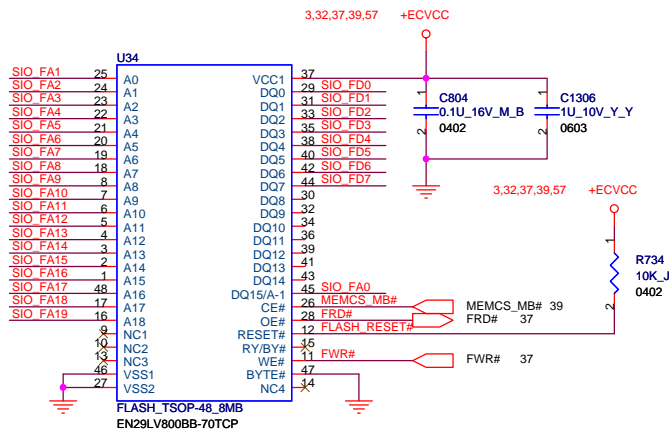 3,32,37,39,57 +ECVCC
U34
SIO_FA1 25 A0 VCC1 37
SIO_FA2 24 A1 DQ0 29 SIO_FD0
SIO_FA3 23 A2 DQ1 31 SIO_FD1
SIO_FA4 22 A3 DQ2 33 SIO_FD2
SIO_FA5 21 A4 DQ3 35 SIO_FD3
SIO_FA6 20 A5 DQ4 38 SIO_FD4
SIO_FA7 19 A6 DQ5 40 SIO_FD5
SIO_FA8 18 A7 DQ6 42 SIO_FD6
SIO_FA9 8 A8 DQ7 44 SIO_FD7
SIO_FA10 7 A9 DQ8 30
SIO_FA11 6 A10 DQ9 32
SIO_FA12 5 A11 DQ10 34
SIO_FA13 4 A12 DQ11 36
SIO_FA14 3 A13 DQ12 39
SIO_FA15 2 A14 DQ13 41
SIO_FA16 1 A15 DQ14 43
SIO_FA17 48 A16 DQ15/A-1 45 SIO_FA0
SIO_FA18 17 A17 CE# 26 MEMCS_MB# MEMCS_MB# 39
SIO_FA19 16 A18 OE# 28 FRD# FRD# 37
9 NC1 RESET# 12 FLASH_RESET#
10 NC2 RY/BY# 15
13 NC3 WE# 11 FWR# FWR# 37
46 VSS1 BYTE# 47
27 VSS2 NC4 14
FLASH_TSOP-48_8MB
EN29LV800BB-70TCP
1 C804 1 C1306
0.1U_16V_M_B 1U_10V_Y_Y
2 0402 2 0603
3,32,37,39,57 +ECVCC
1
R734
10K_J
0402
2